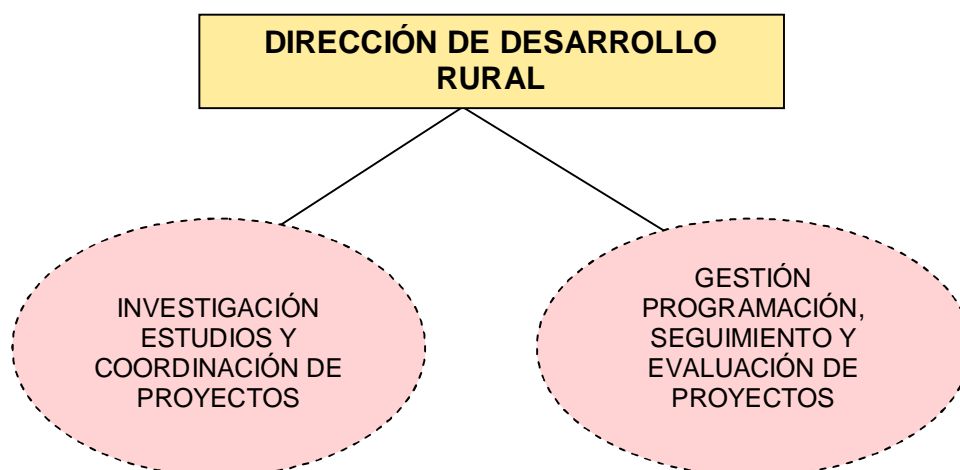 DIRECCIÓN DE DESARROLLO
RURAL
INVESTIGACIÓN
ESTUDIOS Y
COORDINACIÓN DE
PROYECTOS
GESTIÓN
PROGRAMACIÓN,
SEGUIMIENTO Y
EVALUACIÓN DE
PROYECTOS